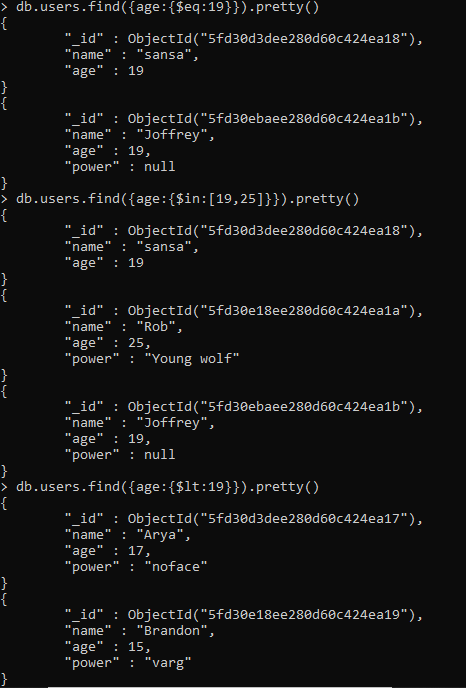 > db.users.find({age:{$eq:19}}).pretty()
{
        "_id" : ObjectId("5fd30d3dee280d60c424ea18"),
        "name" : "sansa",
        "age" : 19
}
{
        "_id" : ObjectId("5fd30ebaee280d60c424ea1b"),
        "name" : "Joffrey",
        "age" : 19,
        "power" : null
}
> db.users.find({age:{$in:[19,25]}}).pretty()
{
        "_id" : ObjectId("5fd30d3dee280d60c424ea18"),
        "name" : "sansa",
        "age" : 19
}
{
        "_id" : ObjectId("5fd30e18ee280d60c424ea1a"),
        "name" : "Rob",
        "age" : 25,
        "power" : "Young wolf"
}
{
        "_id" : ObjectId("5fd30ebaee280d60c424ea1b"),
        "name" : "Joffrey",
        "age" : 19,
        "power" : null
}
> db.users.find({age:{$lt:19}}).pretty()
{
        "_id" : ObjectId("5fd30d3dee280d60c424ea17"),
        "name" : "Arya",
        "age" : 17,
        "power" : "noface"
}
{
        "_id" : ObjectId("5fd30e18ee280d60c424ea19"),
        "name" : "Brandon",
        "age" : 15,
        "power" : "varg"
}